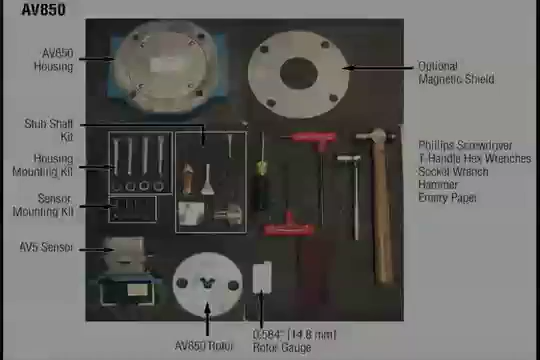 AV850
AV850
Housing
Optional
Magnetic Shield
Stub Shaft
Kit
Housing
Mounting Kit
Sensor
Mounting Kit
AV5 Sensor
Phillips Screwdriver
T-Handle Hex Wrenches
Socket Wrench
Hammer
Emory Paper
AV850 Rotor
0.584" [14.8 mm]
Rotor Gauge